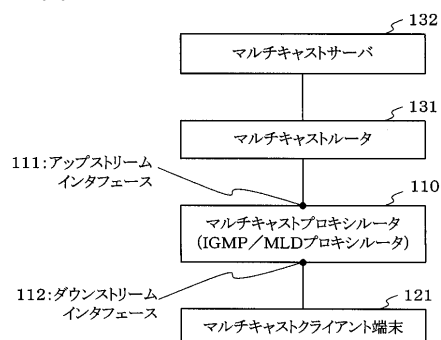 132
マルチキャストサーバ
131
マルチキャストルータ
111:アップストリーム
インタフェース
110
マルチキャストプロキシルータ
(IGMP/MLDプロキシルータ)
112:ダウンストリーム
インタフェース
121
マルチキャストクライアント端末